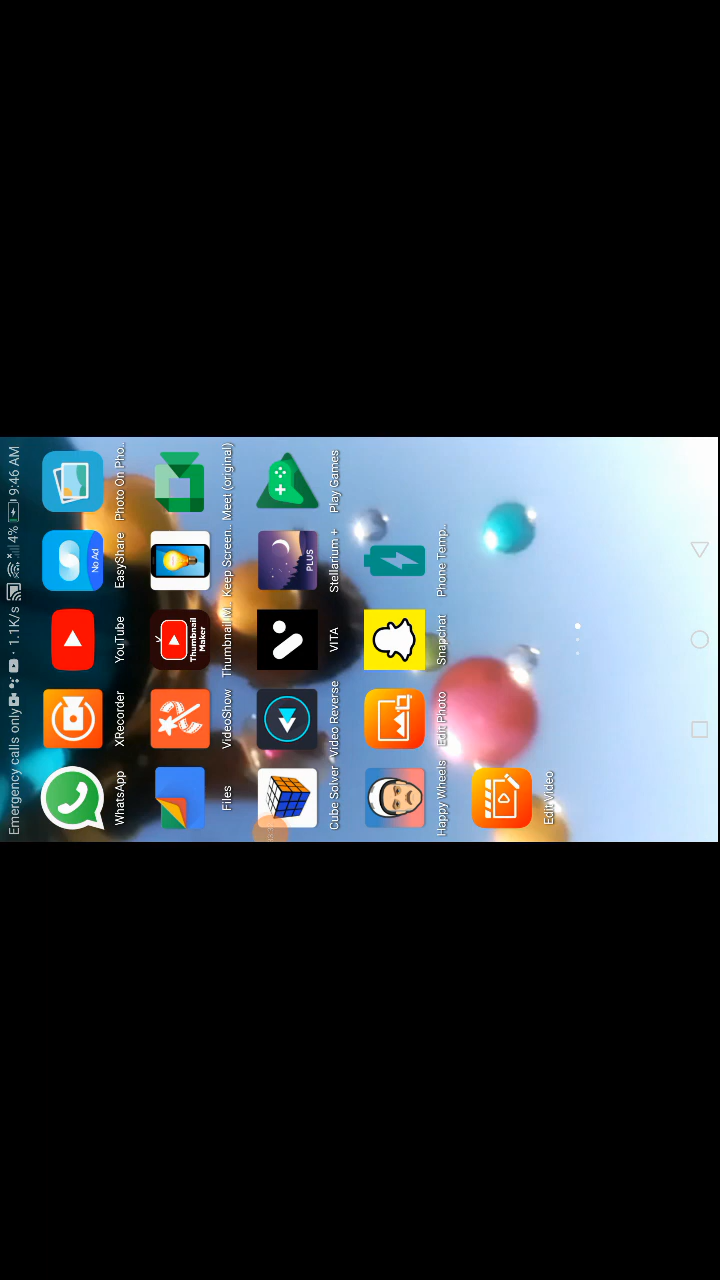 Emergency calls only 1.1K/s 4% 9:46 AM
WhatsApp XRecorder YouTube EasyShare Photo On Pho..
No Ad
Files VideoShow Thumbnail M.. Keep Screen.. Meet (original)
Thumbnail
Maker
Cube Solver Video Reverse VITA Stellarium + Play Games
PLUS
Happy Wheels Edit Photo Snapchat Phone Temp..
Edit Video